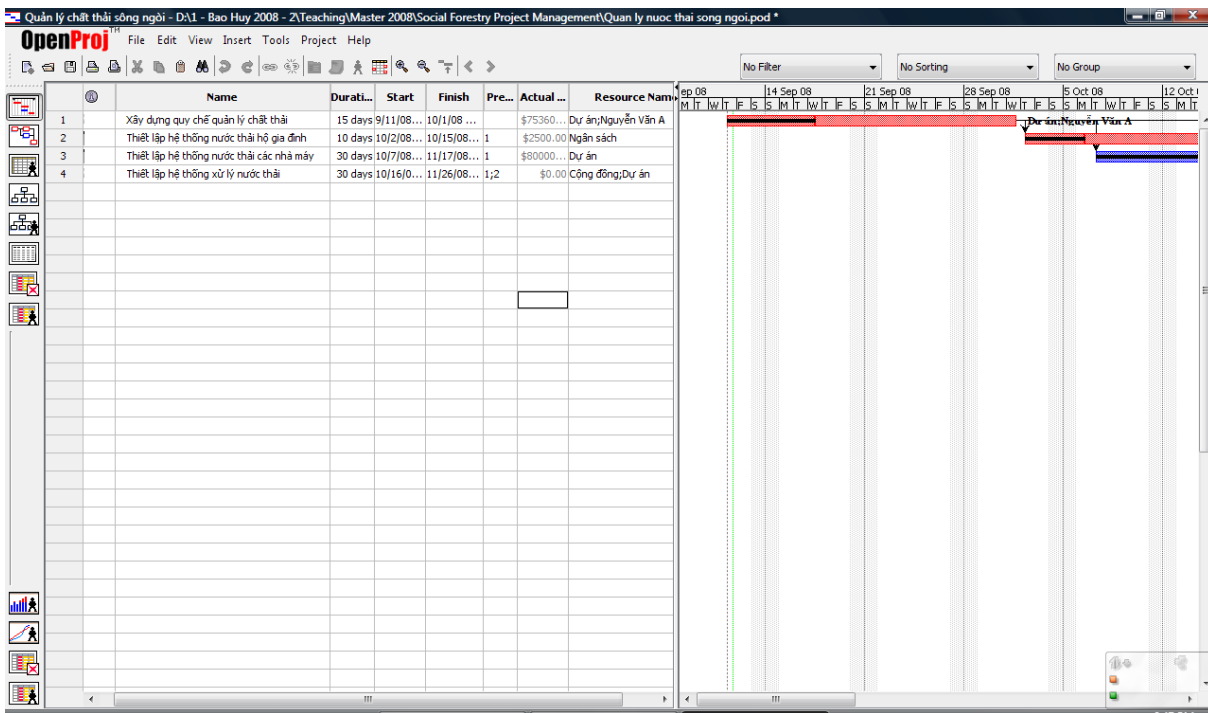 Quản lý chất thải sông ngòi - D:\1 - Bao Huy 2008 - 2\Teaching\Master 2008\Social Forestry Project Management\Quan ly nuoc thai song ngoi.pod *
OpenProj TM File Edit View Insert Tools Project Help
No Filter No Sorting No Group
Name Durati... Start Finish Pre... Actual ... Resource Nam
ep 08 14 Sep 08 21 Sep 08 28 Sep 08 5 Oct 08 12 Oct
M T W T F S S M T W T F S S M T W T F S S M T W T F S S M T W T F S S M T
1 Xây dựng quy chế quản lý chất thải 15 days 9/11/08... 10/1/08 ... $75360... Dự án;Nguyễn Văn A
Dự án;Nguyễn Văn A
2 Thiết lập hệ thống nước thải hộ gia đình 10 days 10/2/08... 10/15/08... 1 $2500.00 Ngân sách
3 Thiết lập hệ thống nước thải các nhà máy 30 days 10/7/08... 11/17/08... 1 $80000... Dự án
4 Thiết lập hệ thống xử lý nước thải 30 days 10/16/0... 11/26/08... 1;2 $0.00 Cộng đồng;Dự án